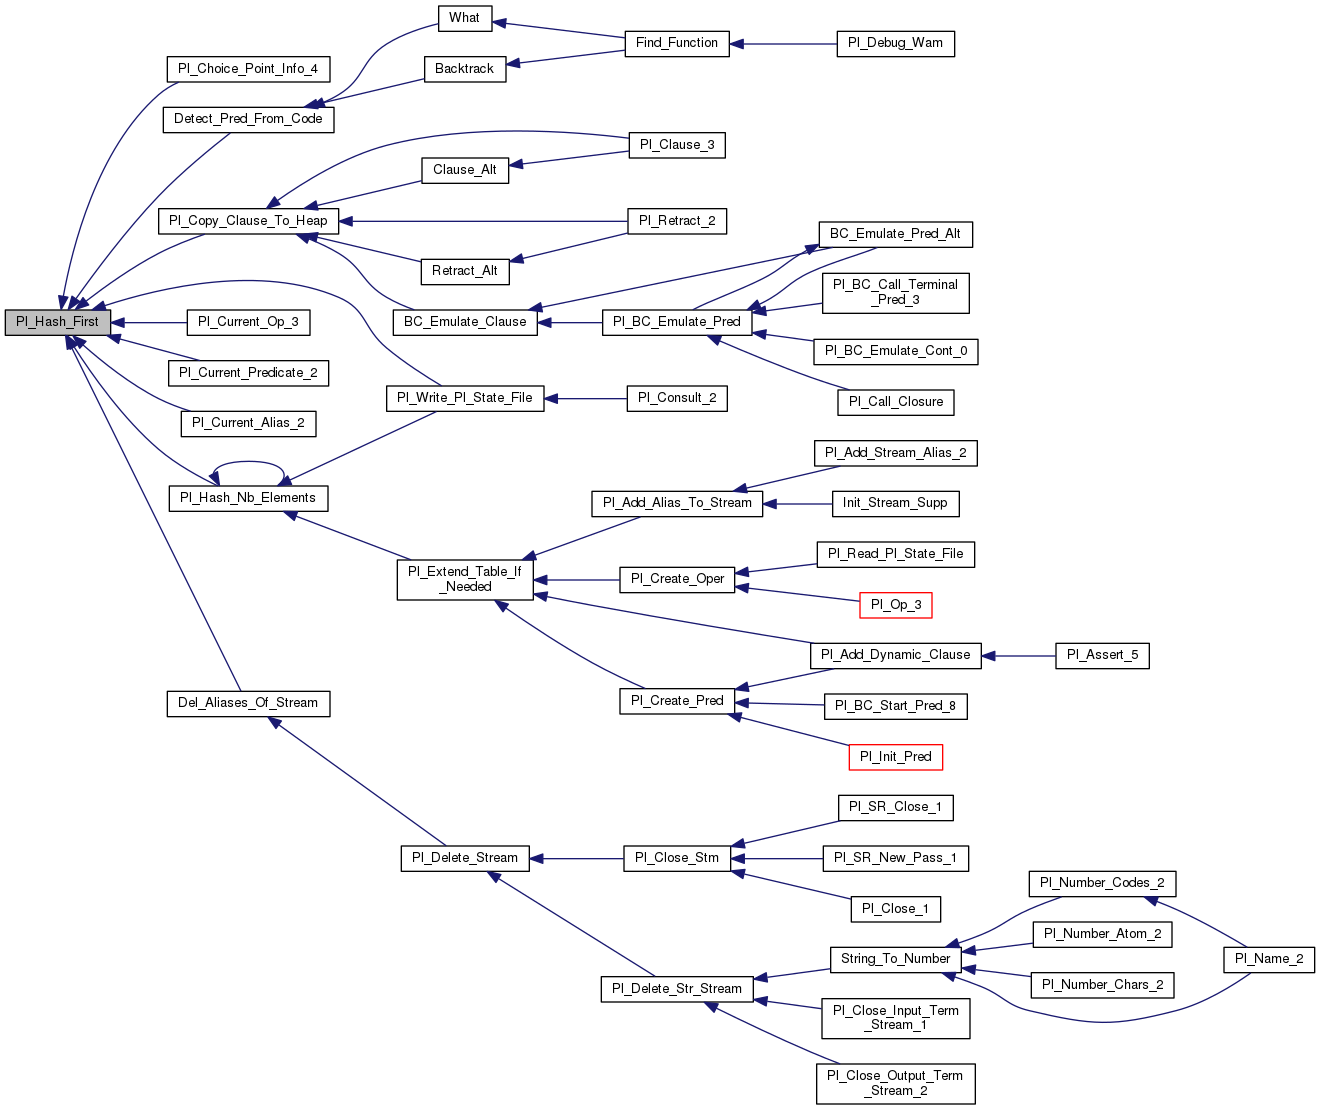 What
Find_Function
Pl_Debug_Wam
Pl_Choice_Point_Info_4
Backtrack
Detect_Pred_From_Code
Pl_Clause_3
Clause_Alt
Pl_Copy_Clause_To_Heap
Pl_Retract_2
BC_Emulate_Pred_Alt
Retract_Alt
Pl_BC_Call_Terminal
_Pred_3
Pl_Hash_First
Pl_Current_Op_3
BC_Emulate_Clause
Pl_BC_Emulate_Pred
Pl_BC_Emulate_Cont_0
Pl_Current_Predicate_2
Pl_Write_Pl_State_File
Pl_Consult_2
Pl_Call_Closure
Pl_Current_Alias_2
Pl_Add_Stream_Alias_2
Pl_Hash_Nb_Elements
Pl_Add_Alias_To_Stream
Init_Stream_Supp
Pl_Read_Pl_State_File
Pl_Extend_Table_If
_Needed
Pl_Create_Oper
Pl_Op_3
Pl_Add_Dynamic_Clause
Pl_Assert_5
Del_Aliases_Of_Stream
Pl_Create_Pred
Pl_BC_Start_Pred_8
Pl_Init_Pred
Pl_SR_Close_1
Pl_Delete_Stream
Pl_Close_Stm
Pl_SR_New_Pass_1
Pl_Number_Codes_2
Pl_Close_1
Pl_Number_Atom_2
String_To_Number
Pl_Name_2
Pl_Number_Chars_2
Pl_Delete_Str_Stream
Pl_Close_Input_Term
_Stream_1
Pl_Close_Output_Term
_Stream_2